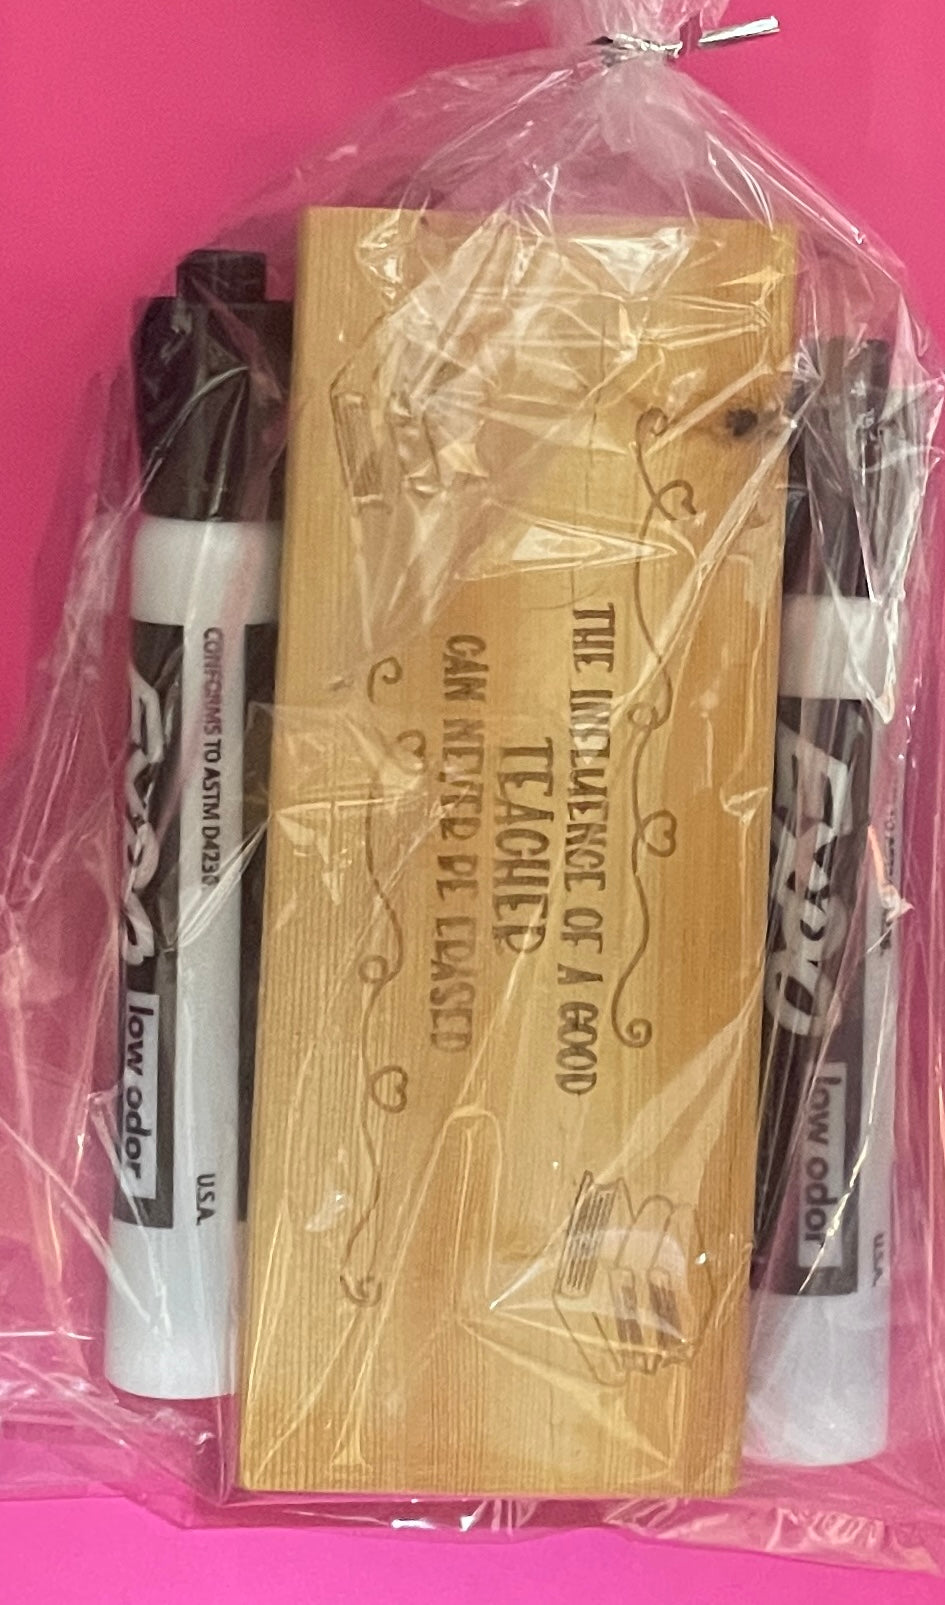 CONFORMS TO ASTM D4236
EXPO
low odor
U.S.A.
THE INFLUENCE OF A GOOD
TEACHER
CAN NEVER BE ERASED
EXPO
low odor
U.S.A.